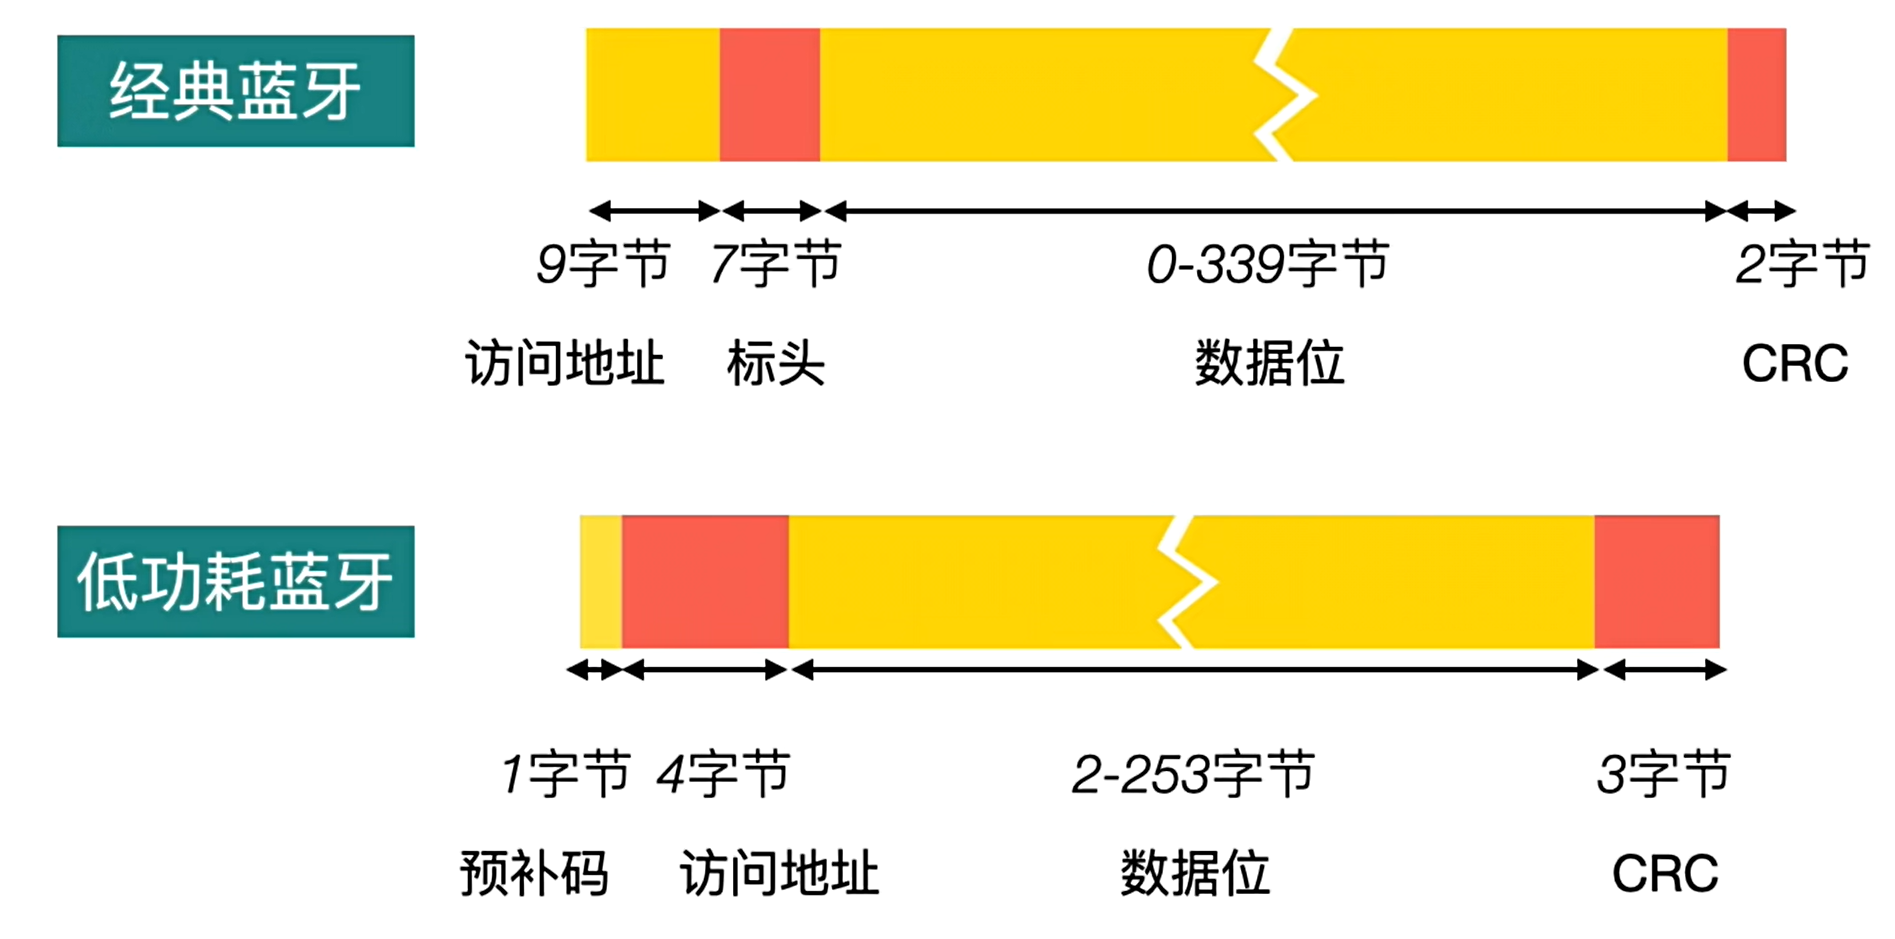 经典蓝牙
9字节 7字节 0-339字节 2字节
访问地址 标头 数据位 CRC
低功耗蓝牙
1字节 4字节 2-253字节 3字节
预补码 访问地址 数据位 CRC